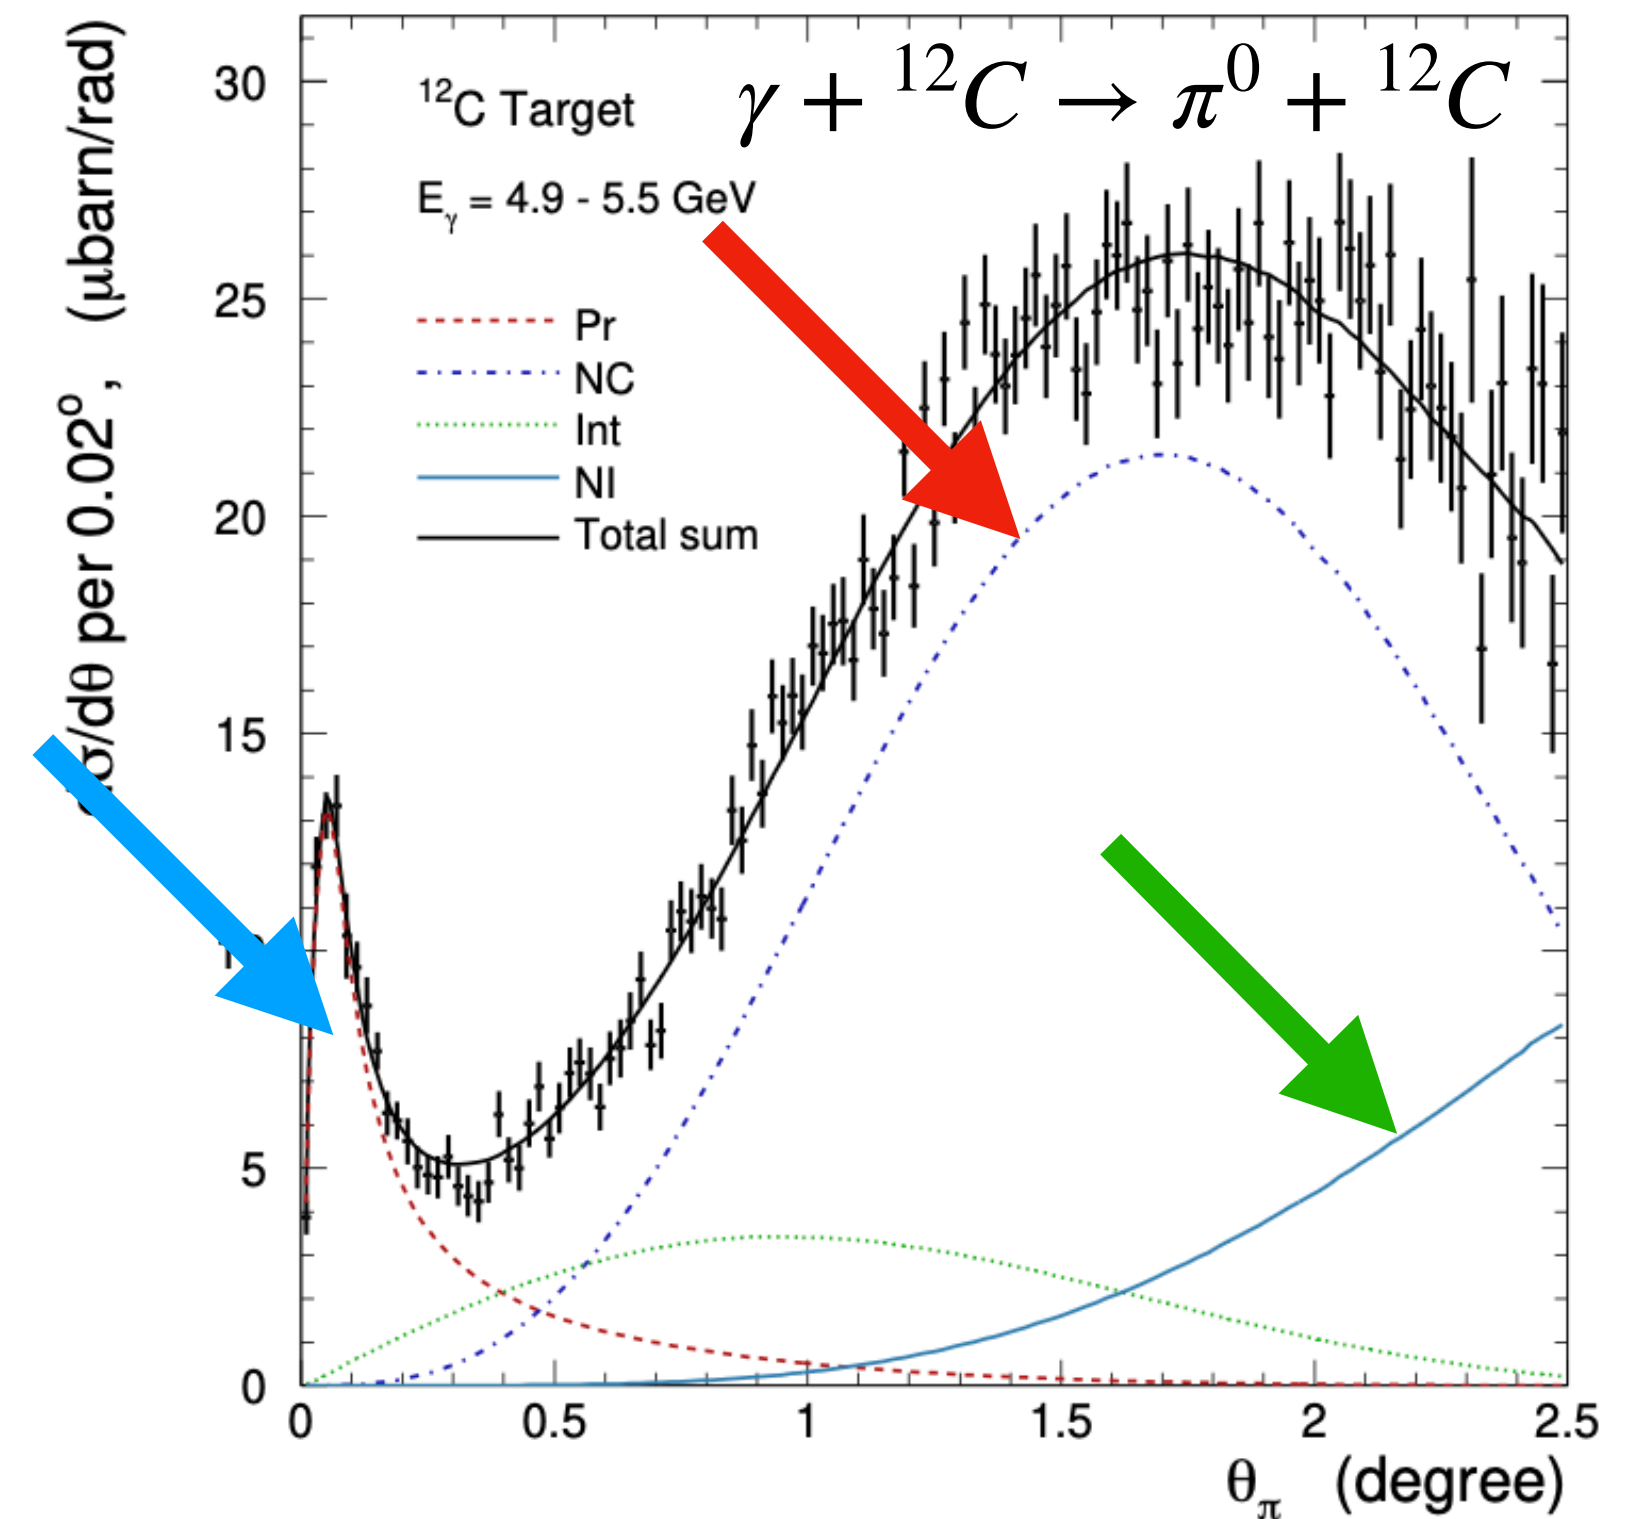 γ + ¹²C → π⁰ + ¹²C
¹²C Target
E_γ = 4.9 - 5.5 GeV
Pr
NC
Int
NI
Total sum
σ/dθ per 0.02°, (μbarn/rad)
30
25
20
15
5
0
0 0.5 1 1.5 2 2.5
θ_π (degree)